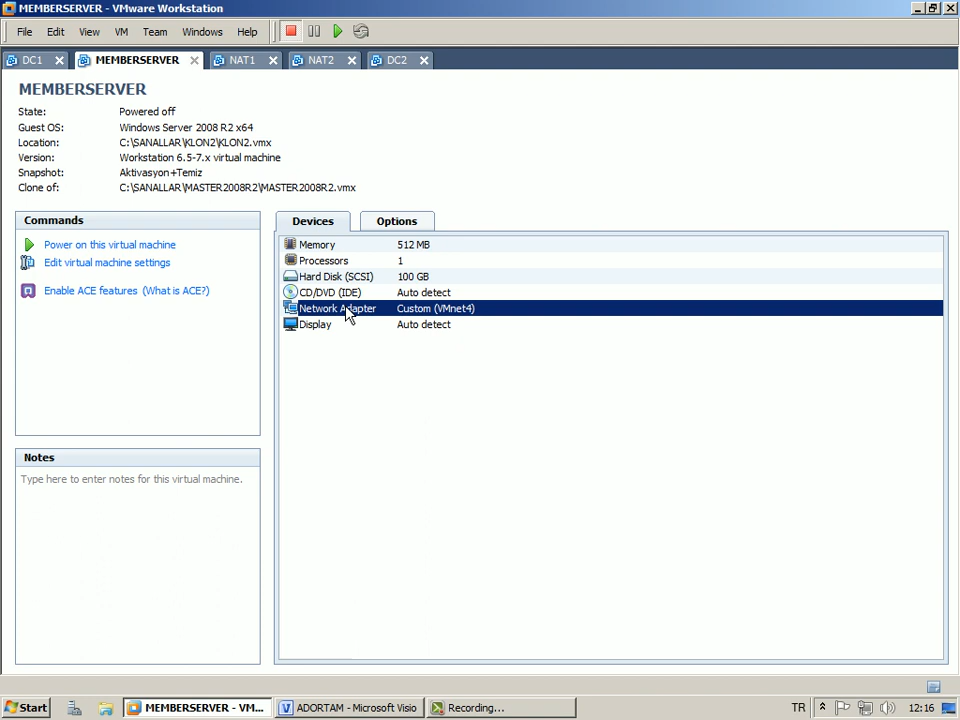 MEMBERSERVER - VMware Workstation
File Edit View VM Team Windows Help
DC1 MEMBERSERVER NAT1 NAT2 DC2
MEMBERSERVER
State: Powered off
Guest OS: Windows Server 2008 R2 x64
Location: C:\SANALLAR\KLON2\KLON2.vmx
Version: Workstation 6.5-7.x virtual machine
Snapshot: Aktivasyon+Temiz
Clone of: C:\SANALLAR\MASTER2008R2\MASTER2008R2.vmx
Commands
Power on this virtual machine
Edit virtual machine settings
Enable ACE features (What is ACE?)
Devices Options
Memory 512 MB
Processors 1
Hard Disk (SCSI) 100 GB
CD/DVD (IDE) Auto detect
Network Adapter Custom (VMnet4)
Display Auto detect
Notes
Type here to enter notes for this virtual machine.
Start MEMBERSERVER - VM... ADORTAM - Microsoft Visio Recording... TR 12:16